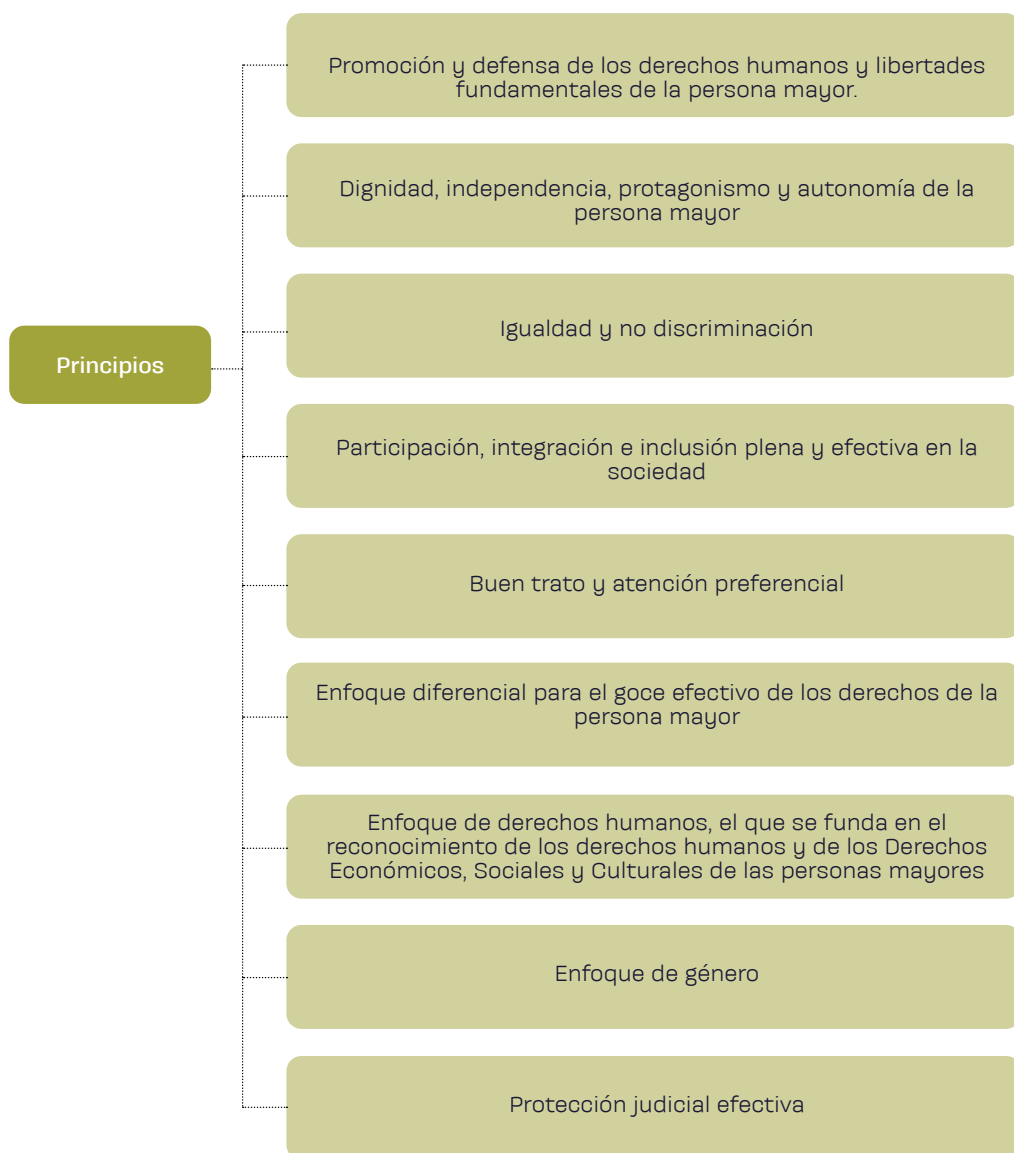 Promoción y defensa de los derechos humanos y libertades
fundamentales de la persona mayor.
Dignidad, independencia, protagonismo y autonomía de la
persona mayor
Igualdad y no discriminación
Principios
Participación, integración e inclusión plena y efectiva en la
sociedad
Buen trato y atención preferencial
Enfoque diferencial para el goce efectivo de los derechos de la
persona mayor
Enfoque de derechos humanos, el que se funda en el
reconocimiento de los derechos humanos y de los Derechos
Económicos, Sociales y Culturales de las personas mayores
Enfoque de género
Protección judicial efectiva